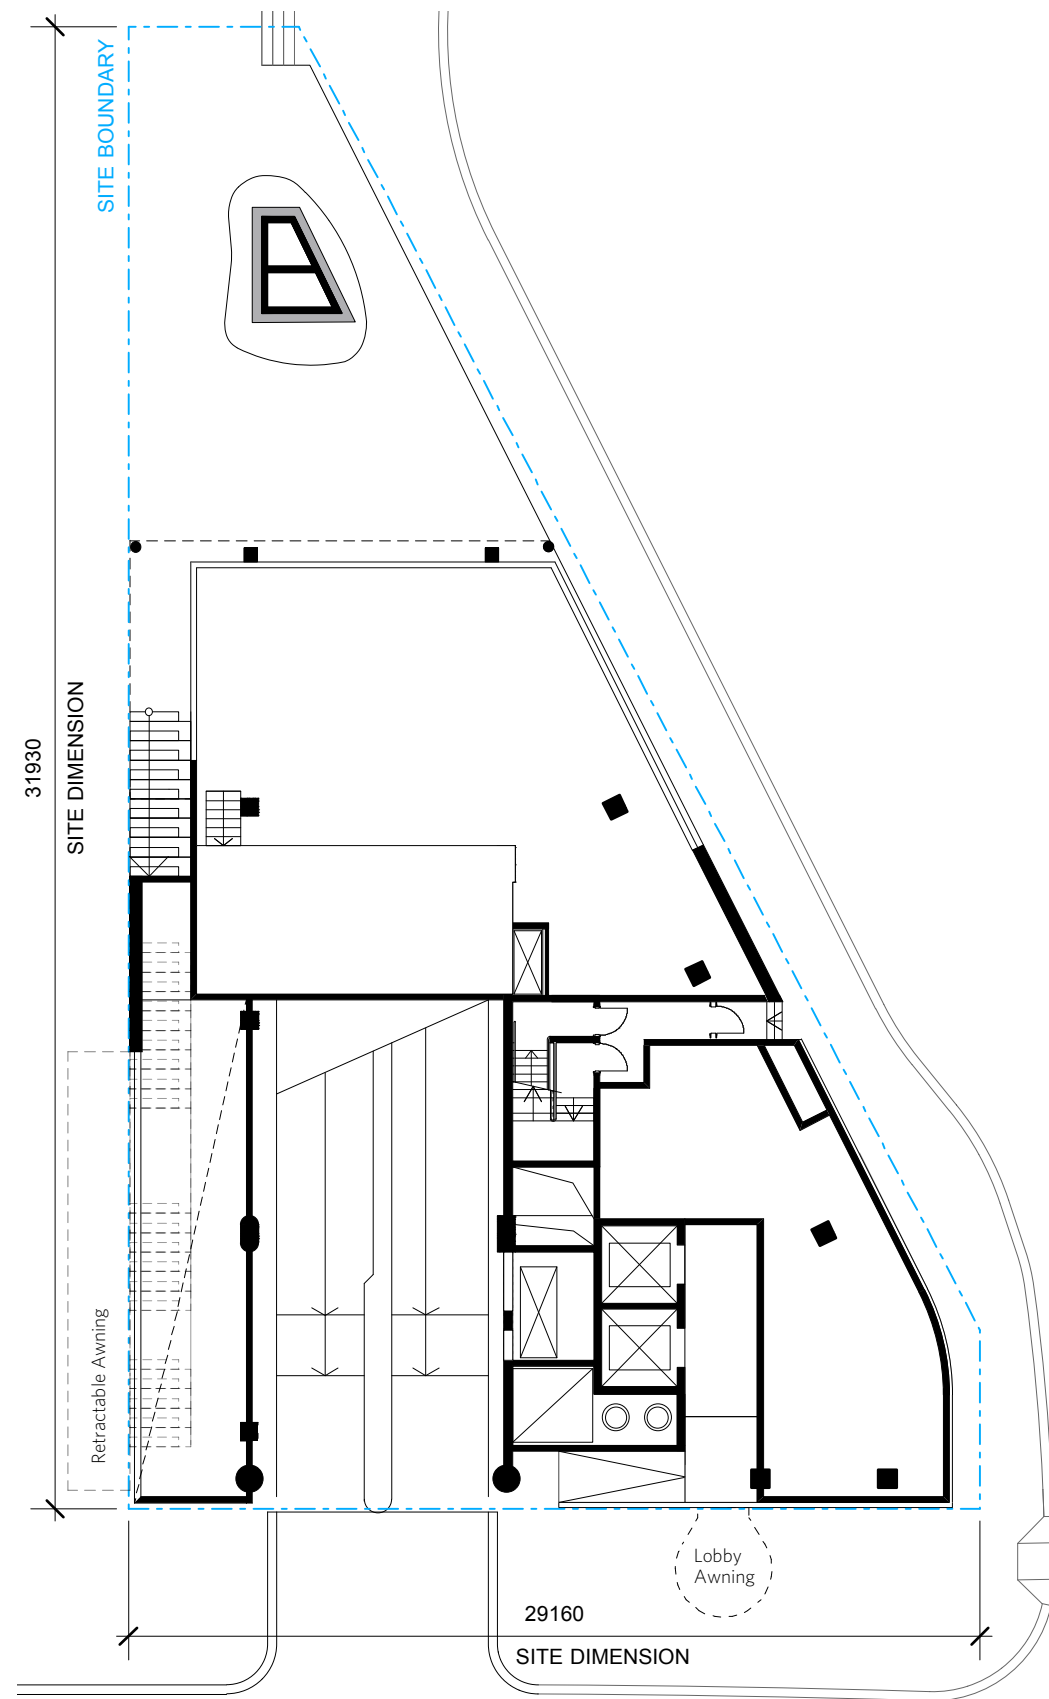 SITE BOUNDARY
31930
SITE DIMENSION
Retractable Awning
Lobby
Awning
29160
SITE DIMENSION